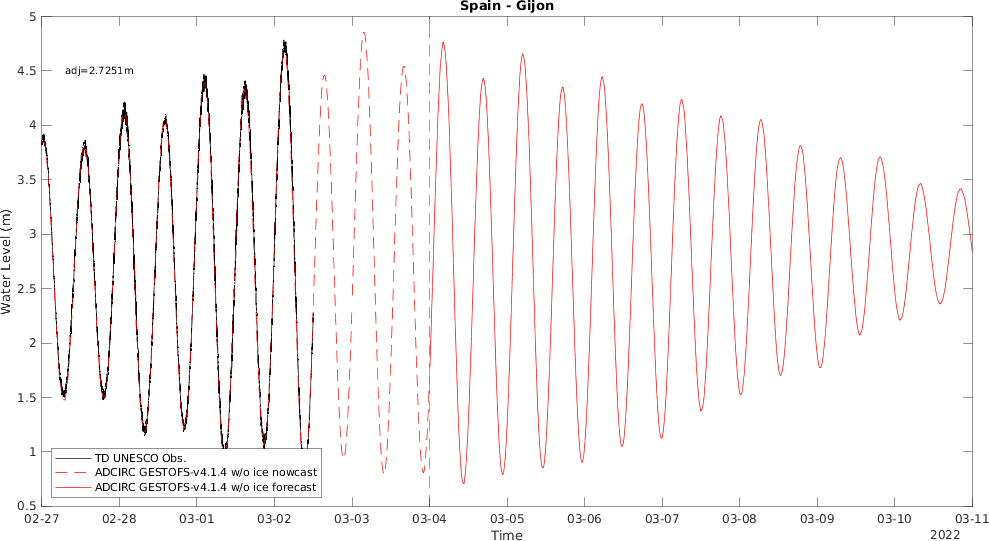 Spain - Gijon
5
4.5
4
3.5
3
2.5
2
1.5
1
0.5
Water Level (m)
adj=2.7251m
TD UNESCO Obs.
ADCIRC GESTOFS-v4.1.4 w/o ice nowcast
ADCIRC GESTOFS-v4.1.4 w/o ice forecast
02-27 02-28 03-01 03-02 03-03 03-04 03-05 03-06 03-07 03-08 03-09 03-10 03-11
Time
2022